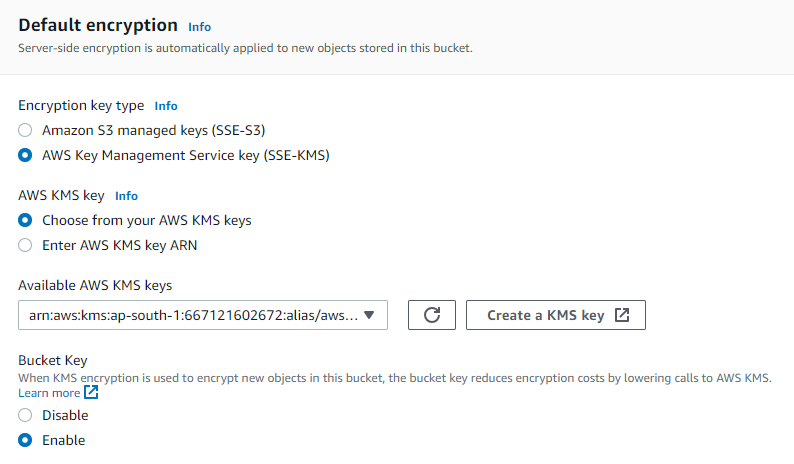 Default encryption Info
Server-side encryption is automatically applied to new objects stored in this bucket.
Encryption key type Info
Amazon S3 managed keys (SSE-S3)
AWS Key Management Service key (SSE-KMS)
AWS KMS key Info
Choose from your AWS KMS keys
Enter AWS KMS key ARN
Available AWS KMS keys
arn:aws:kms:ap-south-1:667121602672:alias/aws... Create a KMS key
Bucket Key
When KMS encryption is used to encrypt new objects in this bucket, the bucket key reduces encryption costs by lowering calls to AWS KMS.
Learn more
Disable
Enable